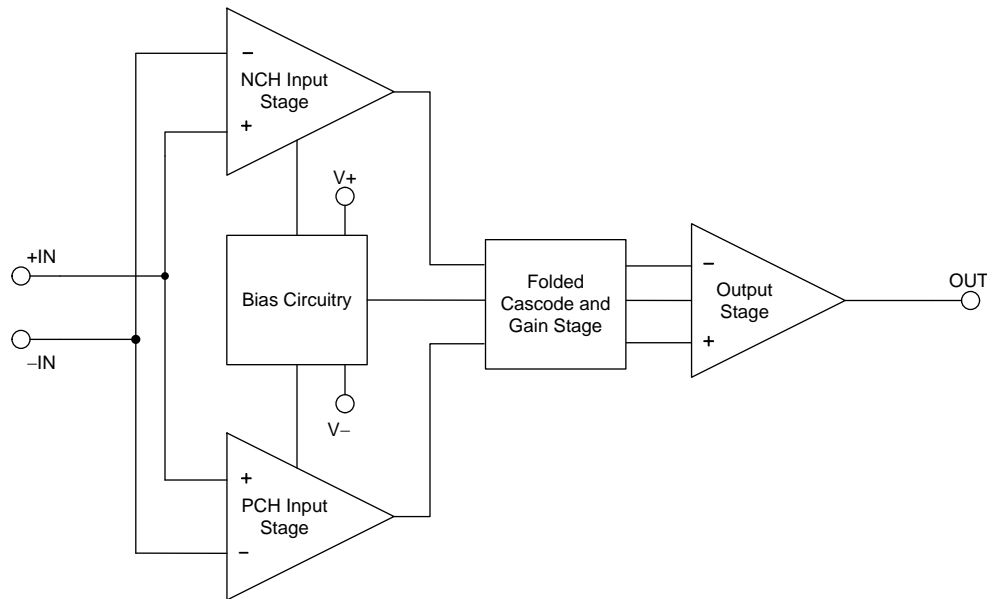 −
NCH Input
Stage
+
V+
+IN
Bias Circuitry
−IN
V−
+
PCH Input
Stage
−
Folded
Cascode and
Gain Stage
−
Output
Stage
+
OUT